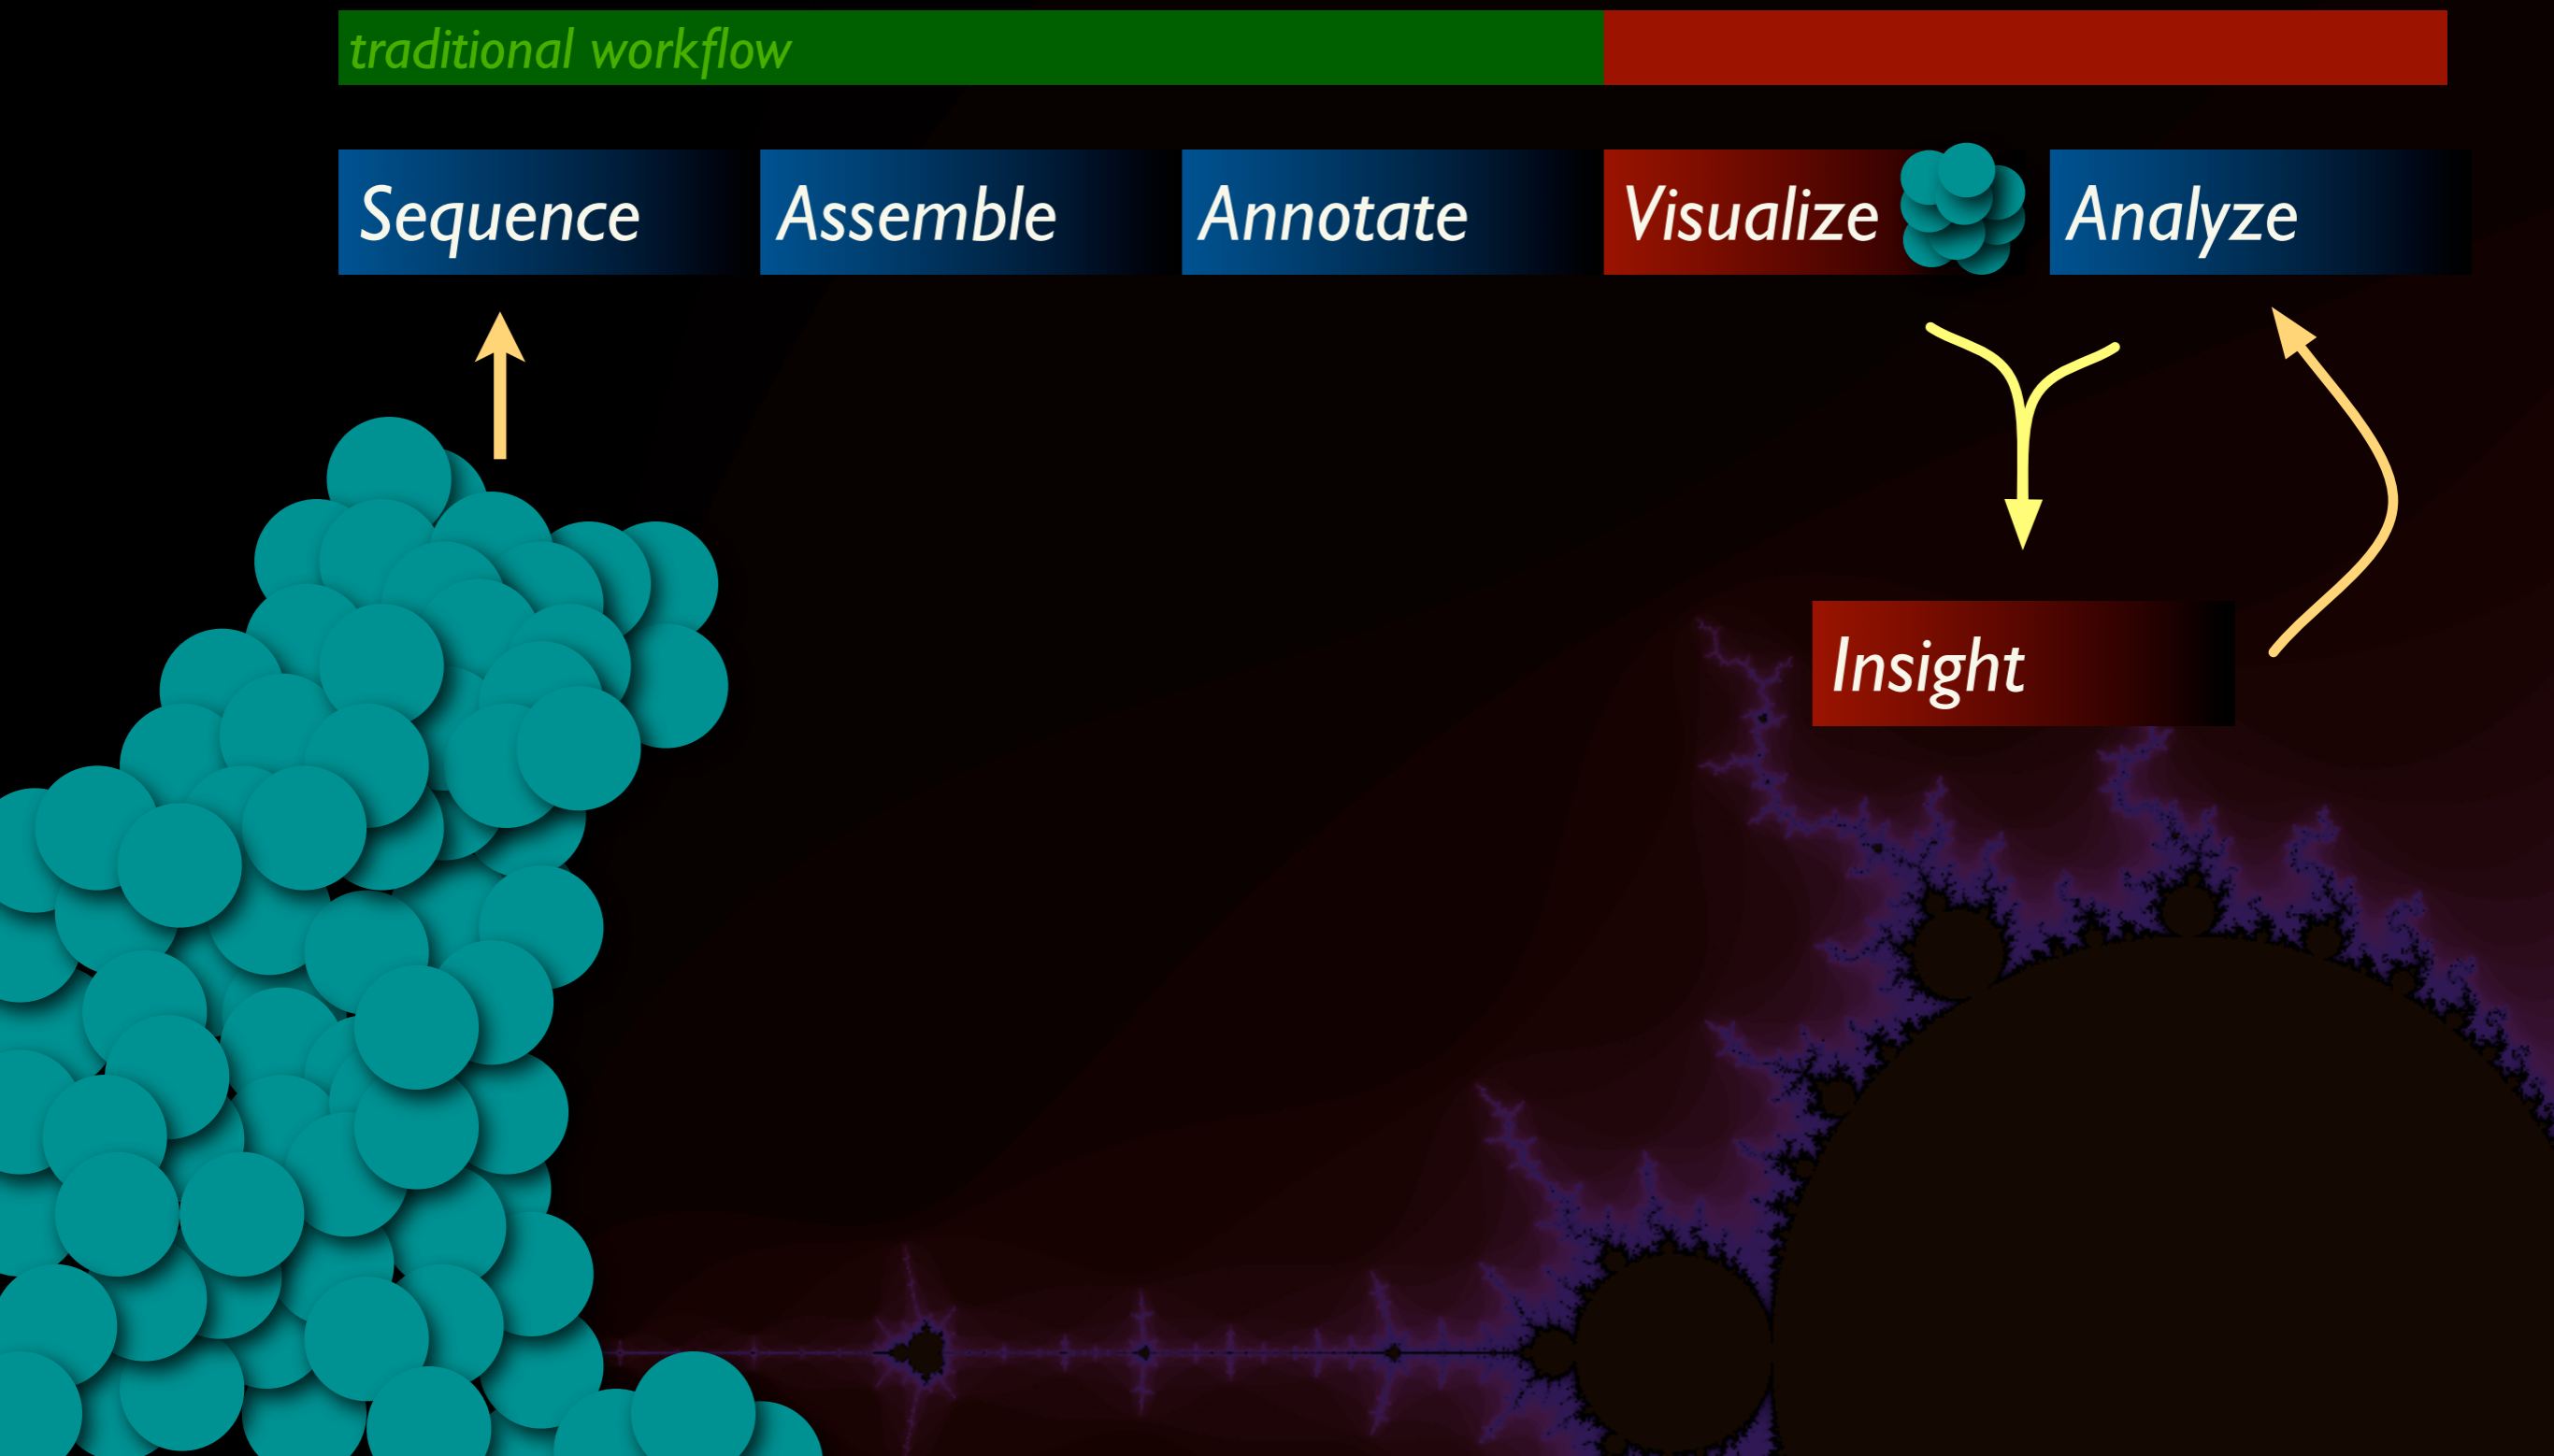 traditional workflow
Sequence
Assemble
Annotate
Visualize
Analyze
Insight